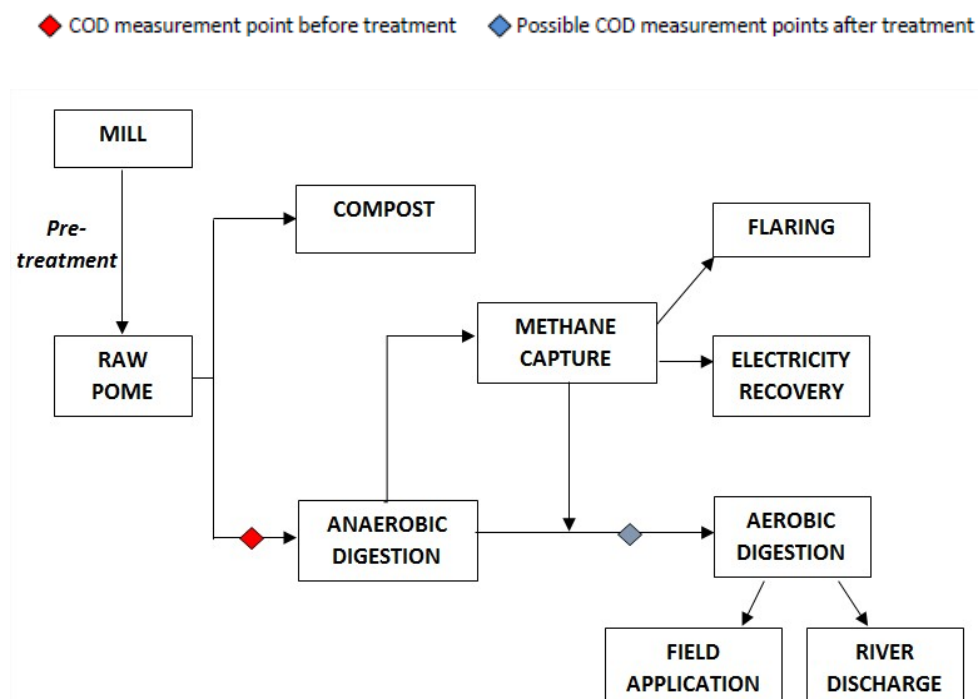 COD measurement point before treatment
Possible COD measurement points after treatment
MILL
Pre-
treatment
COMPOST
FLARING
RAW
POME
METHANE
CAPTURE
ELECTRICITY
RECOVERY
ANAEROBIC
DIGESTION
AEROBIC
DIGESTION
FIELD
APPLICATION
RIVER
DISCHARGE